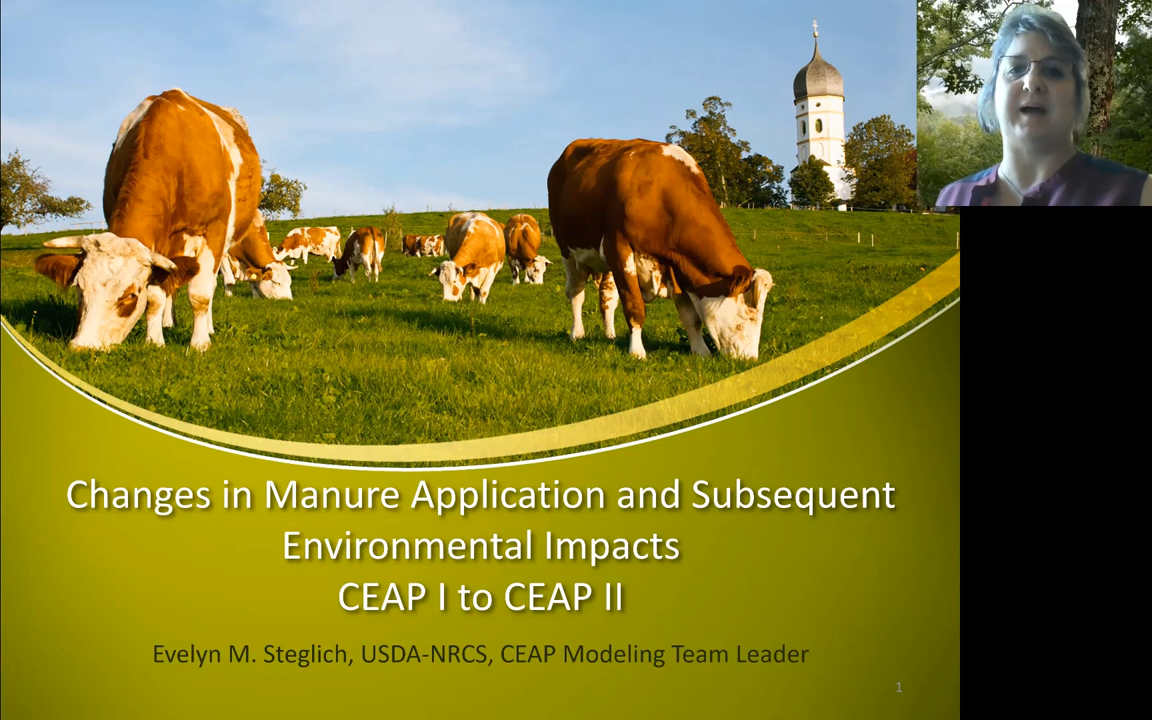 Changes in Manure Application and Subsequent
Environmental Impacts
CEAP I to CEAP II
Evelyn M. Steglich, USDA-NRCS, CEAP Modeling Team Leader
1